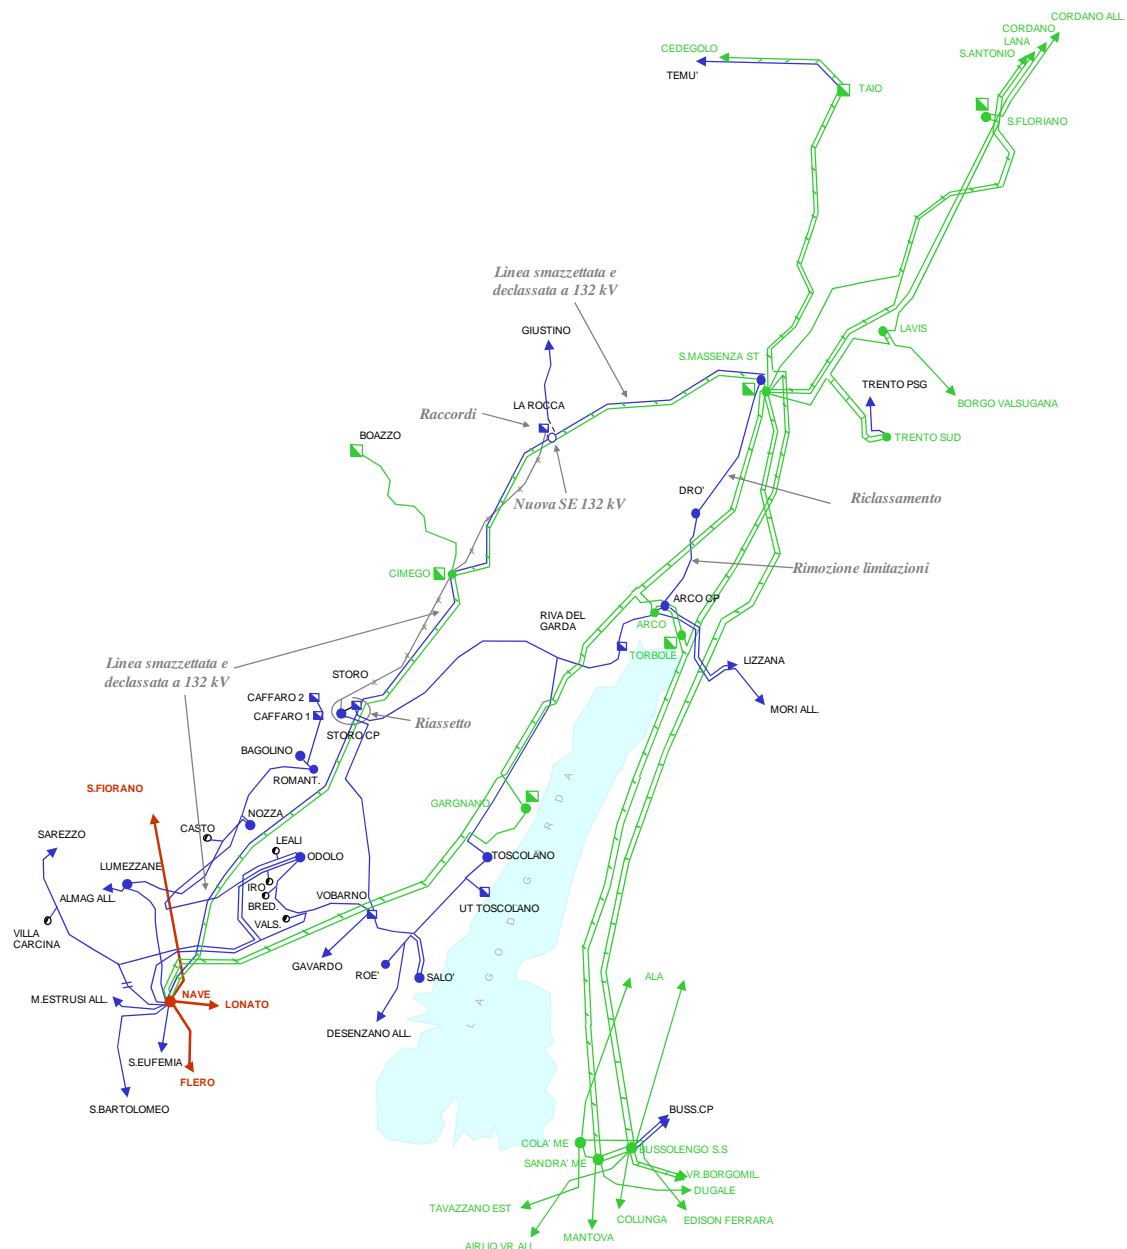 CORDANO ALL.
CORDANO
LANA
S.ANTONIO
CEDEGOLO
TEMU'
TAIO
S.FLORIANO
Linea smazzettata e
declassata a 132 kV
GIUSTINO
LAVIS
S.MASSENZA ST
TRENTO PSG
BORGO VALSUGANA
LA ROCCA
Raccordi
BOAZZO
TRENTO SUD
DRO'
Riclassamento
Nuova SE 132 kV
CIMEGO
Rimozione limitazioni
ARCO CP
RIVA DEL
GARDA
ARCO
TORBOLE
LIZZANA
Linea smazzettata e
declassata a 132 kV
STORO
CAFFARO 2
CAFFARO 1
MORI ALL.
Riassetto
STORO CP
BAGOLINO
ROMANT.
S.FIORANO
GARGNANO
NOZZA
CASTO
SAREZZO
LEALI
ODOLO
TOSCOLANO
LUMEZZANE
IRO
ALMAG ALL.
BRED.
VOBARNO
UT TOSCOLANO
VALS.
VILLA
CARCINA
LAGO D GARDA
GAVARDO
ROE'
SALO'
ALA
NAVE
M.ESTRUSI ALL.
LONATO
DESENZANO ALL.
S.EUFEMIA
FLERO
S.BARTOLOMEO
BUSS.CP
COLA' ME
BUSSOLENGO S.S
SANDRA' ME
VR.BORGOMIL.
DUGALE
TAVAZZANO EST
COLUNGA
EDISON FERRARA
MANTOVA